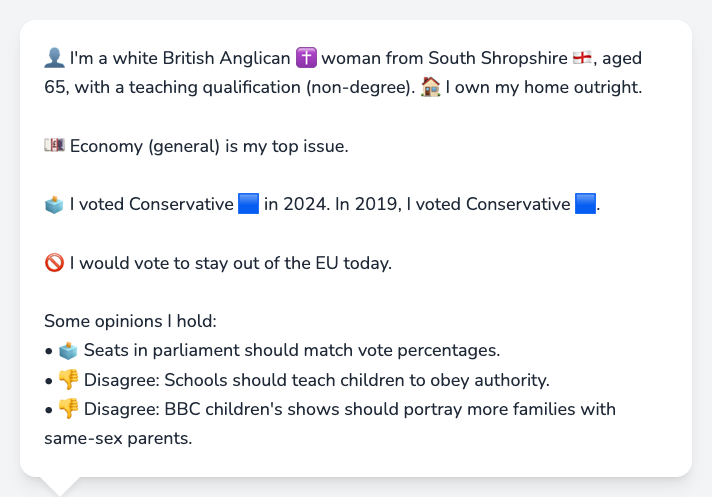 👤 I'm a white British Anglican ✝️ woman from South Shropshire 🏴󠁧󠁢󠁥󠁮󠁧󠁿, aged
65, with a teaching qualification (non-degree). 🏠 I own my home outright.
💷 Economy (general) is my top issue.
🗳️ I voted Conservative 🟦 in 2024. In 2019, I voted Conservative 🟦.
🚫 I would vote to stay out of the EU today.
Some opinions I hold:
• 🗳️ Seats in parliament should match vote percentages.
• 👎 Disagree: Schools should teach children to obey authority.
• 👎 Disagree: BBC children's shows should portray more families with
same-sex parents.